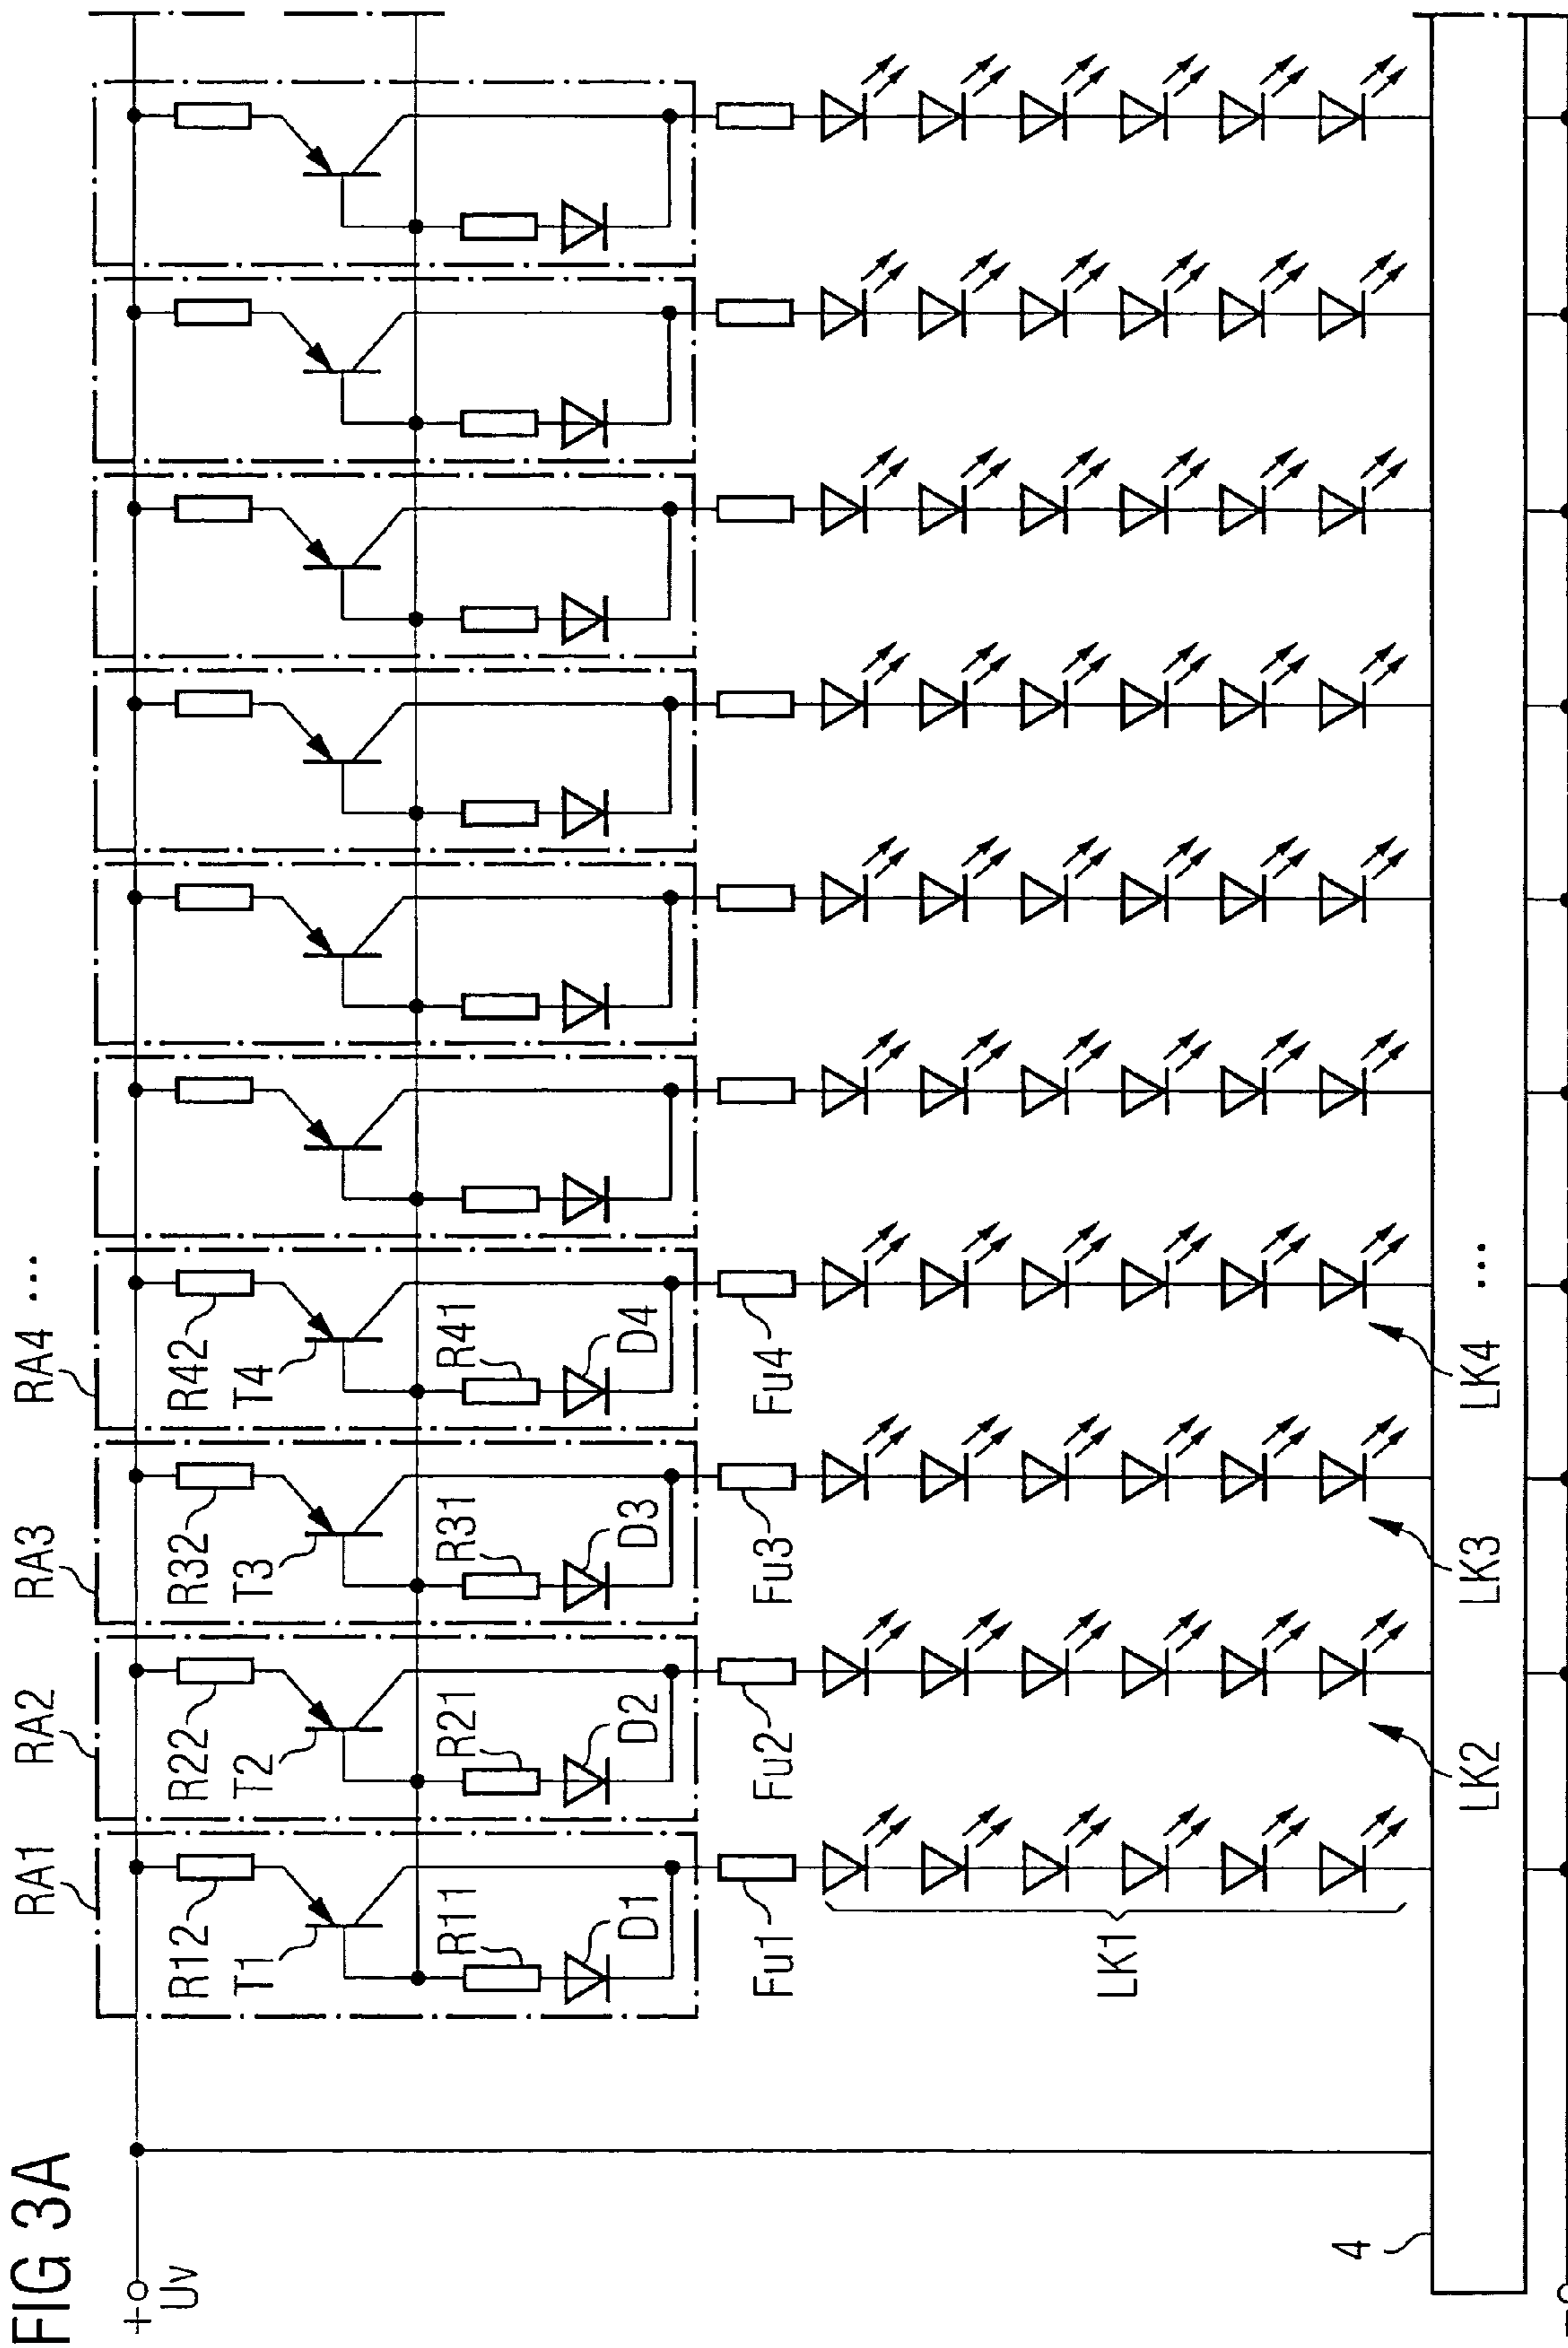 FIG 3A
RA1
RA2
RA3
RA4
...
R12
R22
R32
R42
T1
T2
T3
T4
R11
R21
R31
R41
D1
D2
D3
D4
Fu1
Fu2
Fu3
Fu4
LK1
LK2
LK3
LK4
...
+
Uv
4
-